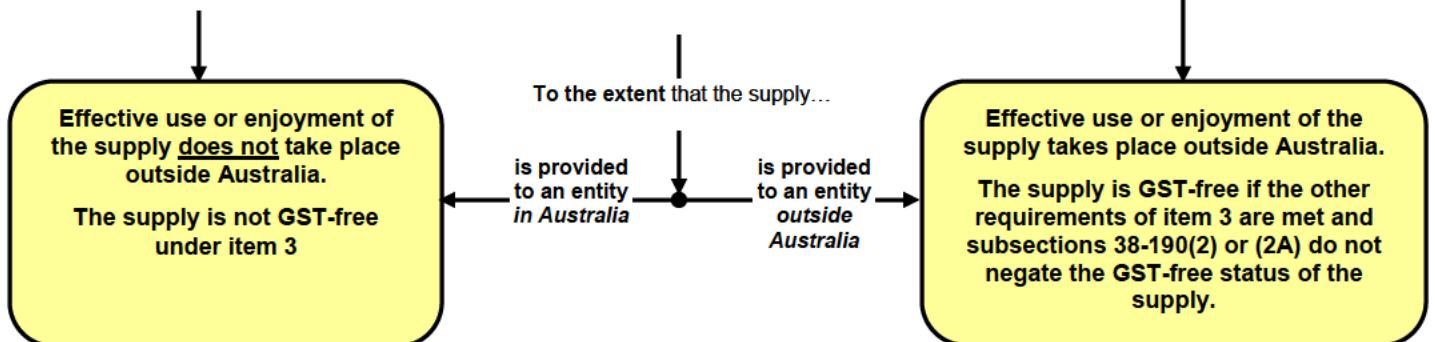 To the extent that the supply…
Effective use or enjoyment of
the supply does not take place
outside Australia.
The supply is not GST-free
under item 3
is provided
to an entity
in Australia
is provided
to an entity
outside
Australia
Effective use or enjoyment of the
supply takes place outside Australia.
The supply is GST-free if the other
requirements of item 3 are met and
subsections 38-190(2) or (2A) do not
negate the GST-free status of the
supply.